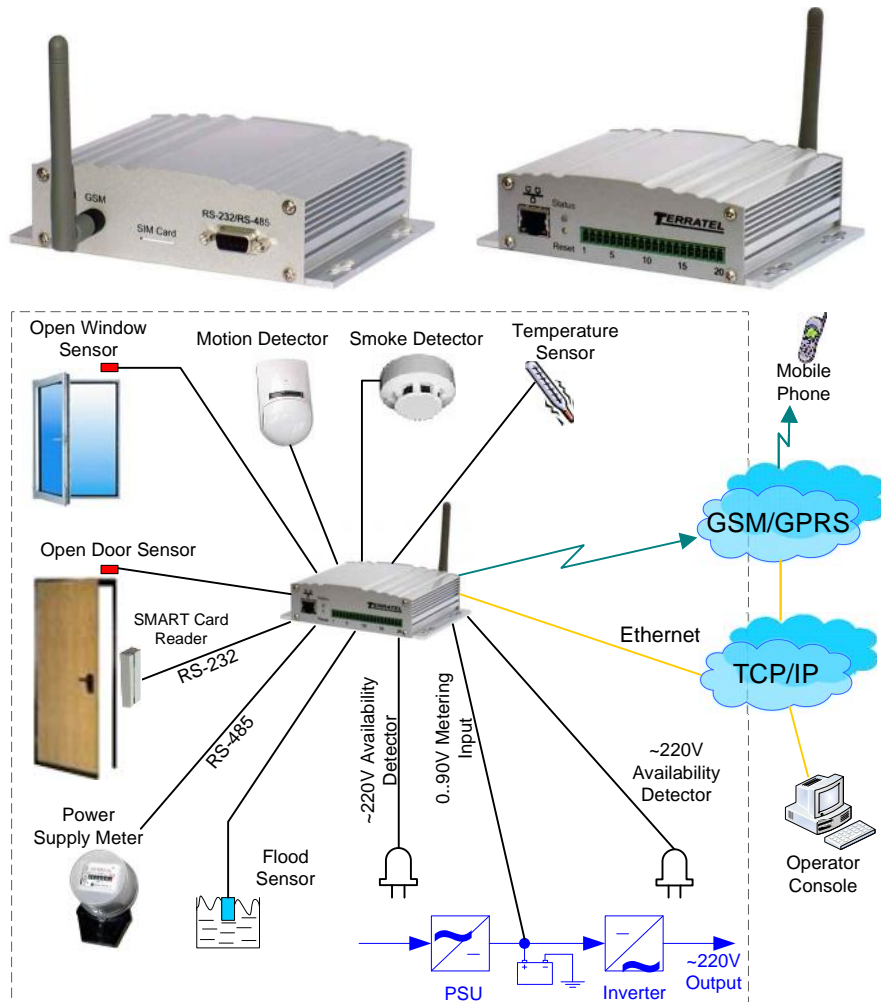 GSM
SIM Card
RS-232/RS-485
Status
Reset
TERRATEL
1 5 10 15 20
Open Window
Sensor
Motion Detector
Smoke Detector
Temperature
Sensor
Mobile
Phone
GSM/GPRS
Open Door Sensor
SMART Card
Reader
RS-232
TERRATEL
Ethernet
TCP/IP
RS-485
~220V Availability
Detector
0..90V Metering
Input
~220V
Availability
Detector
Power
Supply Meter
Flood
Sensor
Operator
Console
PSU
Inverter
~220V
Output